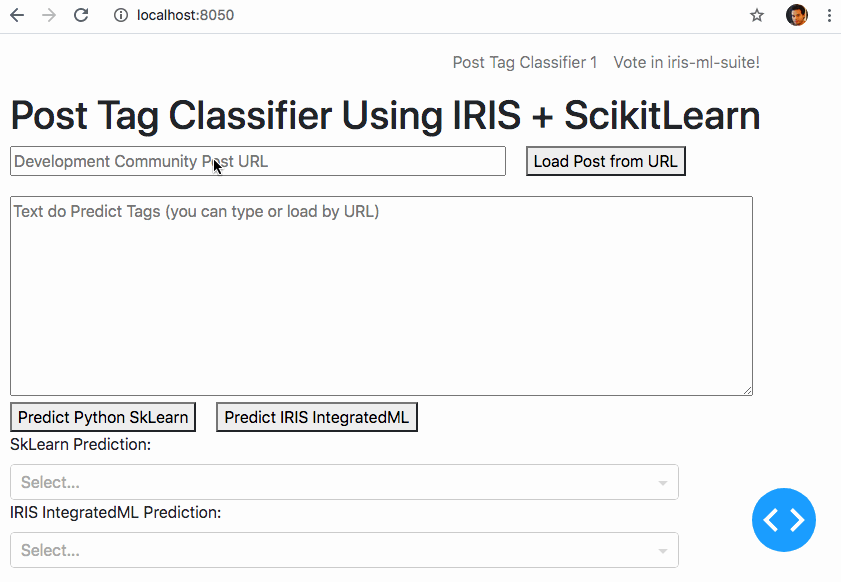 localhost:8050
Post Tag Classifier 1 Vote in iris-ml-suite!
Post Tag Classifier Using IRIS + ScikitLearn
Development Community Post URL Load Post from URL
Text do Predict Tags (you can type or load by URL)
Predict Python SkLearn Predict IRIS IntegratedML
SkLearn Prediction:
Select...
IRIS IntegratedML Prediction:
Select...